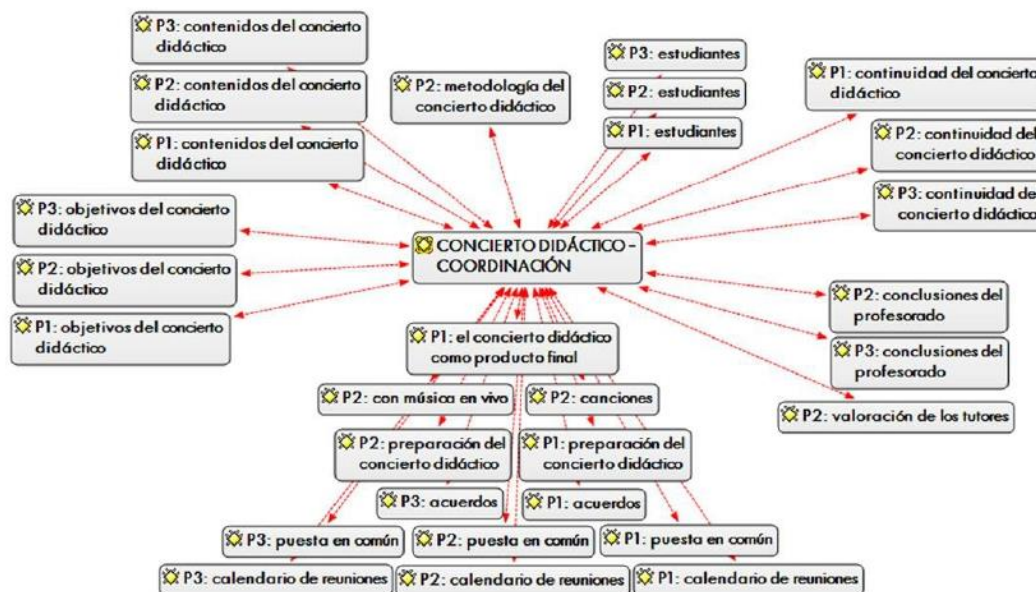 P3: contenidos del concierto
didáctico
P2: contenidos del concierto
didáctico
P1: contenidos del concierto
didáctico
P2: metodología del
concierto didáctico
P3: estudiantes
P2: estudiantes
P1: estudiantes
P1: continuidad del concierto
didáctico
P2: continuidad del
concierto didáctico
P3: continuidad de
concierto didáctico
P3: objetivos del concierto
didáctico
P2: objetivos del concierto
didáctico
P1: objetivos del concierto
didáctico
CONCIERTO DIDÁCTICO –
COORDINACIÓN
P2: conclusiones del
profesorado
P3: conclusiones del
profesorado
P2: valoración de los tutores
P1: el concierto didáctico
como producto final
P2: con música en vivo
P2: canciones
P2: preparación del
concierto didáctico
P1: preparación del
concierto didáctico
P3: acuerdos
P1: acuerdos
P3: puesta en común
P2: puesta en común
P1: puesta en común
P3: calendario de reuniones
P2: calendario de reuniones
P1: calendario de reuniones